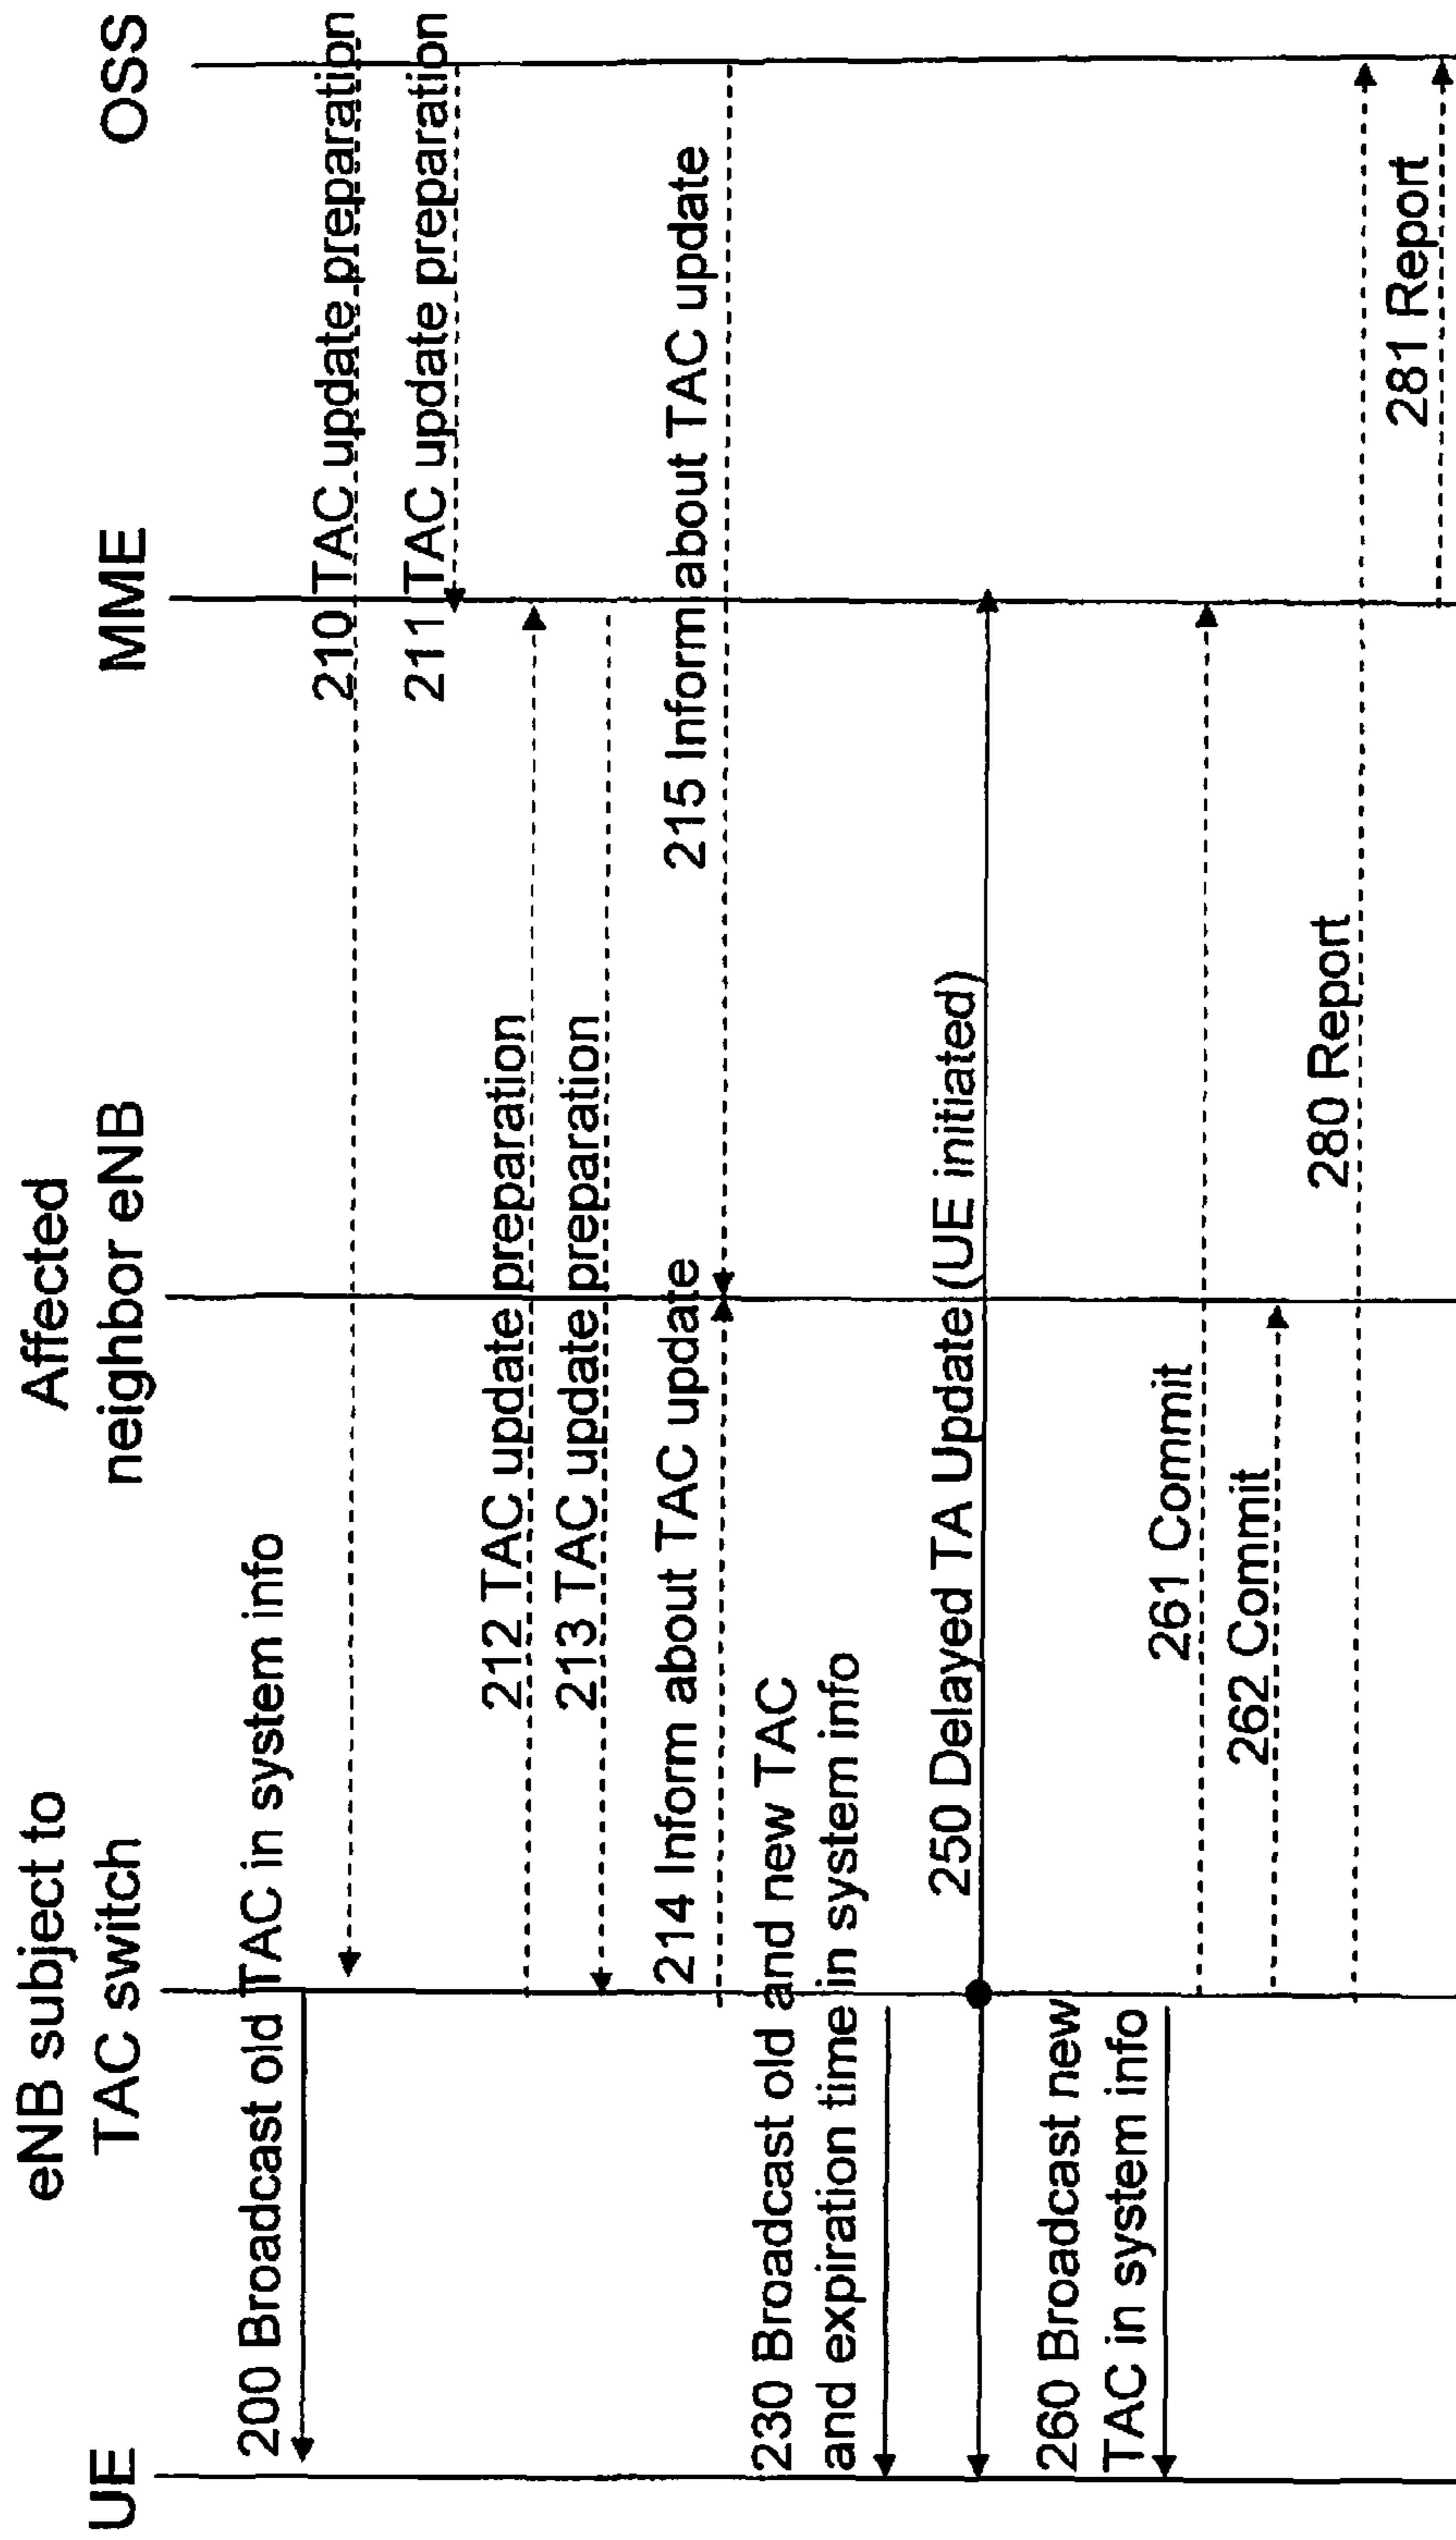 UE
eNB subject to
TAC switch
Affected
neighbor eNB
MME
OSS
200 Broadcast old TAC in system info
210 TAC update preparation
211 TAC update preparation
212 TAC update preparation
213 TAC update preparation
214 Inform about TAC update
215 Inform about TAC update
230 Broadcast old and new TAC
and expiration time in system info
250 Delayed TA Update (UE initiated)
260 Broadcast new
TAC in system info
261 Commit
262 Commit
280 Report
281 Report